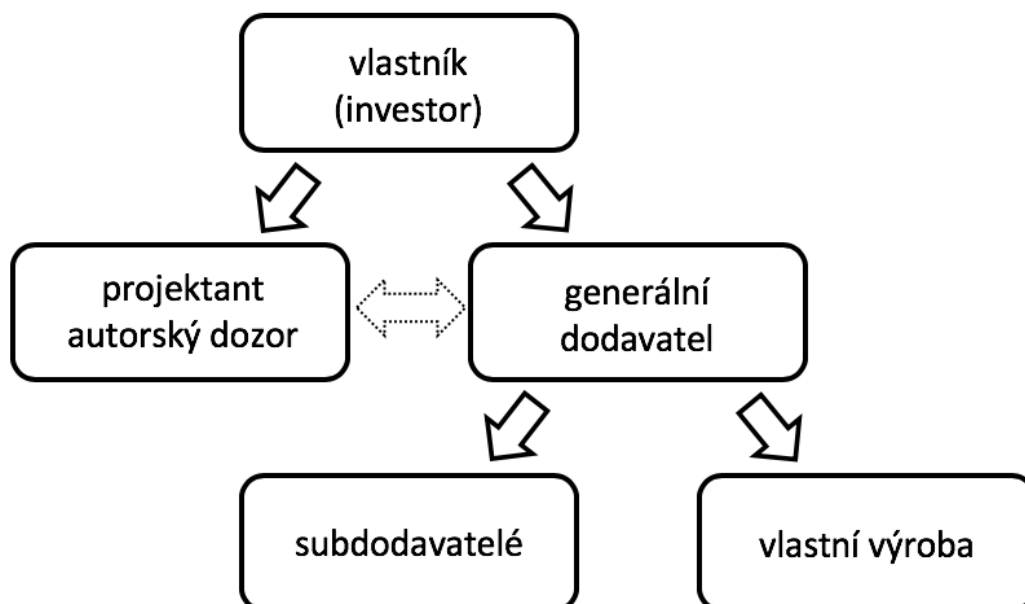 vlastník
(investor)
projektant
autorský dozor
generální
dodavatel
subdodavatelé
vlastní výroba